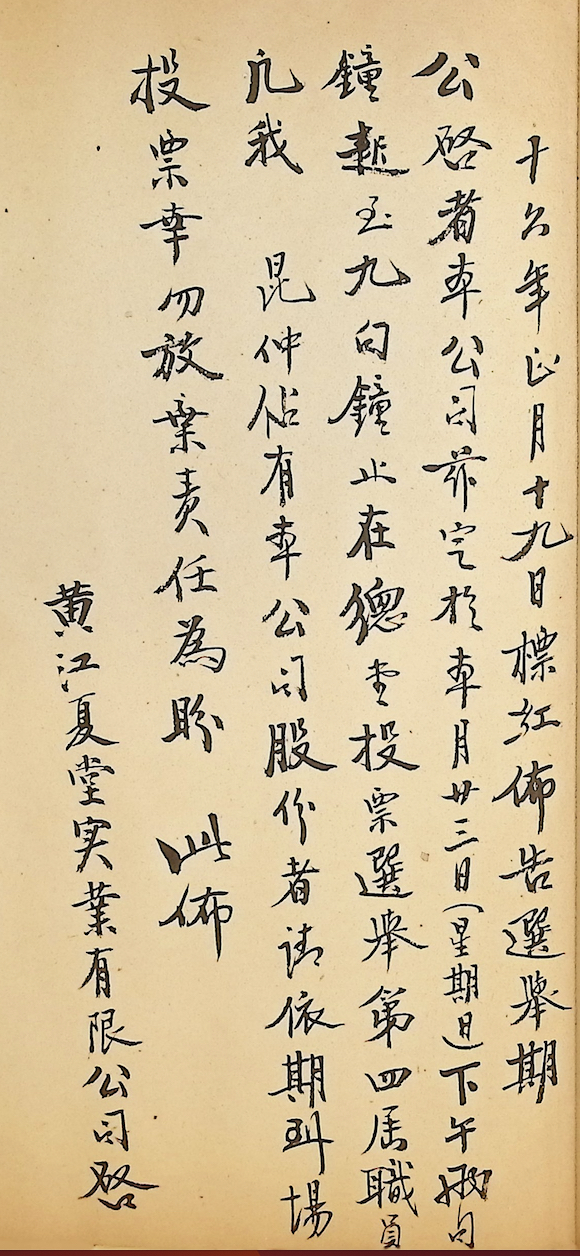 十六年正月十九日標紅佈告選舉期
公啓者本公司茲定於本月廿三日(星期日)下午句
鐘起至九句鐘止在總堂投票選舉第四届職員
凡我 昆仲佔有本公司股份者請依期到場
投票幸勿放棄責任為盼 此佈
黄江夏堂实業有限公司啓